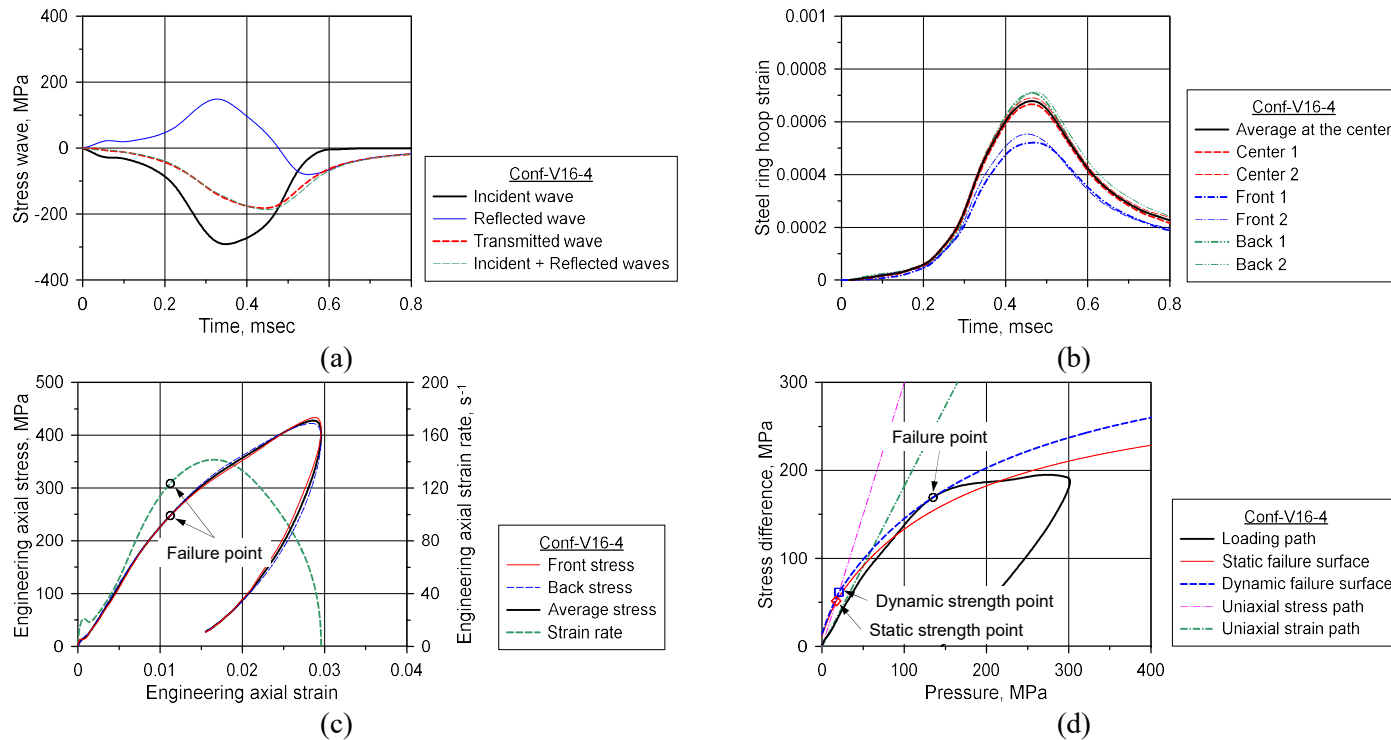 400
200
0
-200
-400
Stress wave, MPa
0
0.2
0.4
0.6
0.8
Time, msec
Conf-V16-4
Incident wave
Reflected wave
Transmitted wave
Incident + Reflected waves
(a)
0.001
0.0008
0.0006
0.0004
0.0002
0
Steel ring hoop strain
0
0.2
0.4
0.6
0.8
Time, msec
Conf-V16-4
Average at the center
Center 1
Center 2
Front 1
Front 2
Back 1
Back 2
(b)
500
400
300
200
100
0
Engineering axial stress, MPa
200
160
120
80
40
0
Engineering axial strain rate, s⁻¹
Failure point
0
0.01
0.02
0.03
0.04
Engineering axial strain
Conf-V16-4
Front stress
Back stress
Average stress
Strain rate
(c)
300
200
100
0
Stress difference, MPa
Failure point
Dynamic strength point
Static strength point
0
100
200
300
400
Pressure, MPa
Conf-V16-4
Loading path
Static failure surface
Dynamic failure surface
Uniaxial stress path
Uniaxial strain path
(d)